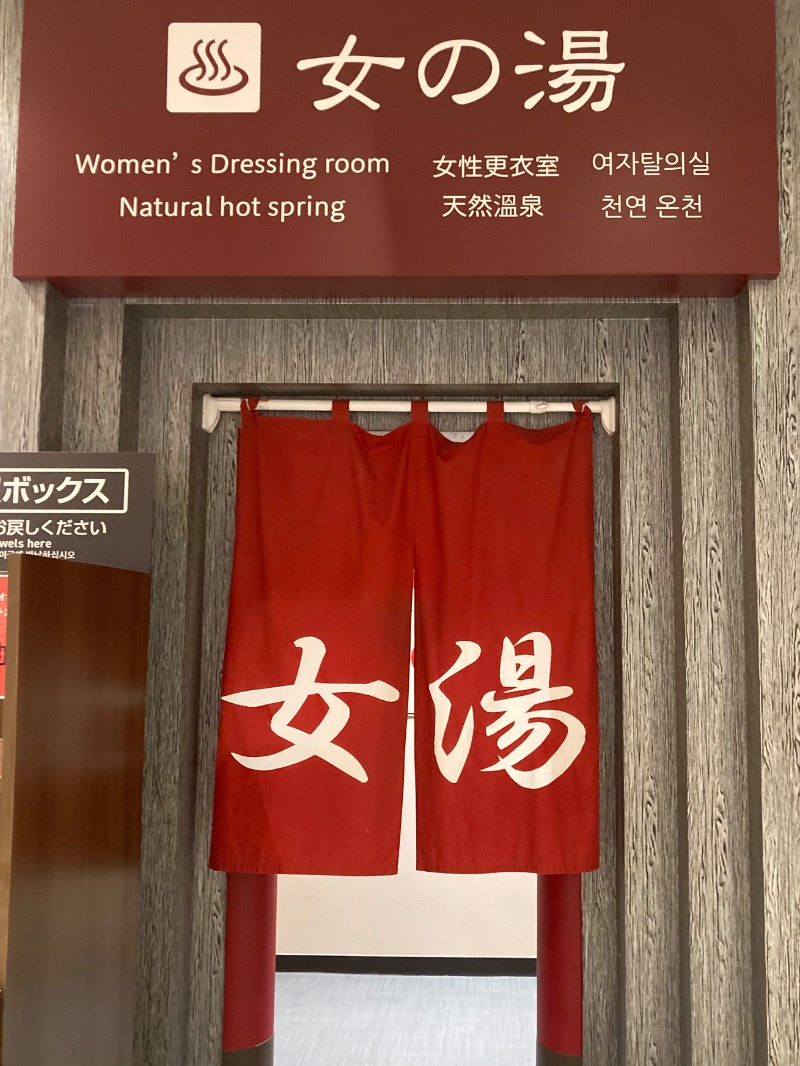 女の湯
Women’s Dressing room
Natural hot spring
女性更衣室
天然溫泉
여자탈의실
천연 온천
ボックス
お戻しください
wels here
女湯